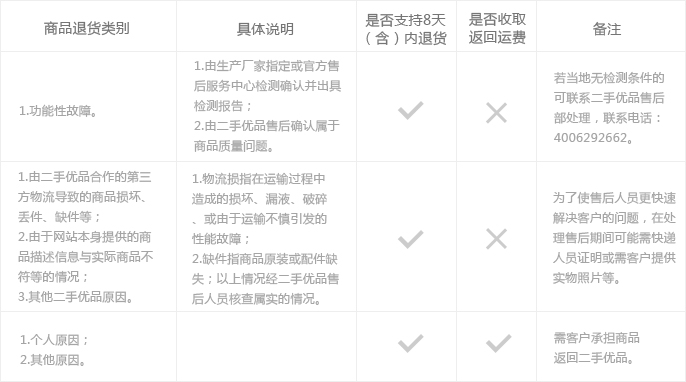 商品退货类别
具体说明
是否支持8天
（含）内退货
是否收取
返回运费
备注
1.功能性故障。
1.由生产厂家指定或官方售
后服务中心检测确认并出具
检测报告；
2.由二手优品售后确认属于
商品质量问题。
若当地无检测条件的
可联系二手优品售后
部处理，联系电话：
4006292662。
1.由二手优品合作的第三
方物流导致的商品损坏、
丢件、缺件等；
2.由于网站本身提供的商
品描述信息与实际商品不
符等的情况；
3.其他二手优品原因。
1.物流损指在运输过程中
造成的损坏、漏液、破碎
、或由于运输不慎引发的
性能故障；
2.缺件指商品原装或配件缺
失；以上情况经二手优品售
后人员核查属实的情况。
为了使售后人员更快速
解决客户的问题，在处
理售后期间可能需快递
人员证明或需客户提供
实物照片等。
1.个人原因；
2.其他原因。
需客户承担商品
返回二手优品。